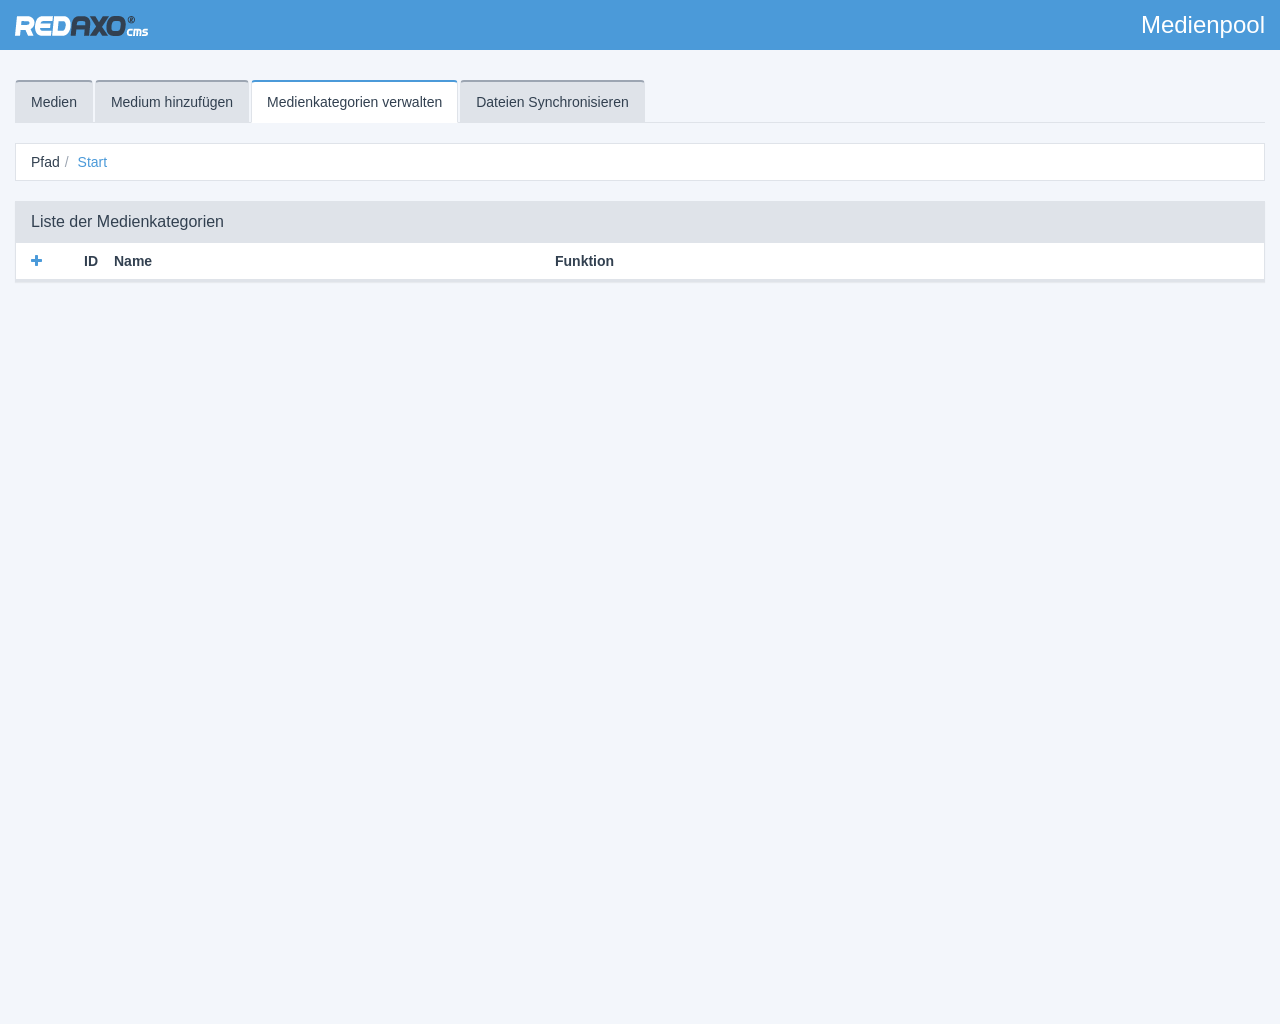 REDAXO® cms
Medienpool
Medien
Medium hinzufügen
Medienkategorien verwalten
Dateien Synchronisieren
Pfad / Start
Liste der Medienkategorien
ID Name Funktion